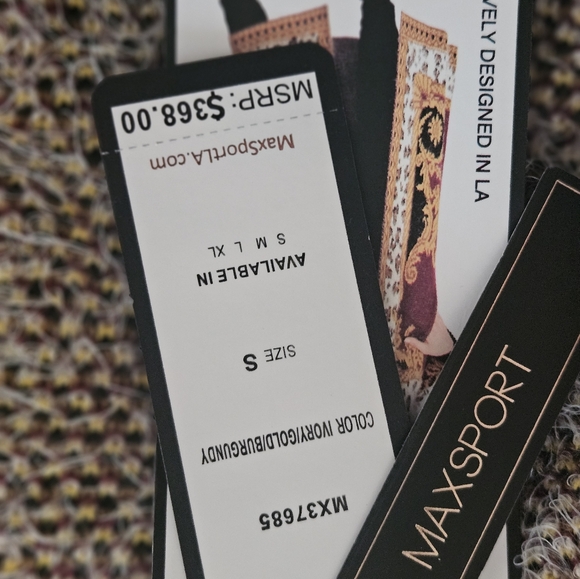 MX37685
COLOR IVORY/GOLD/BURGUNDY
SIZE S
AVAILABLE IN
S M L XL
MaxSportLA.com
MSRP: $368.00
VELY DESIGNED IN LA
MAXSPORT